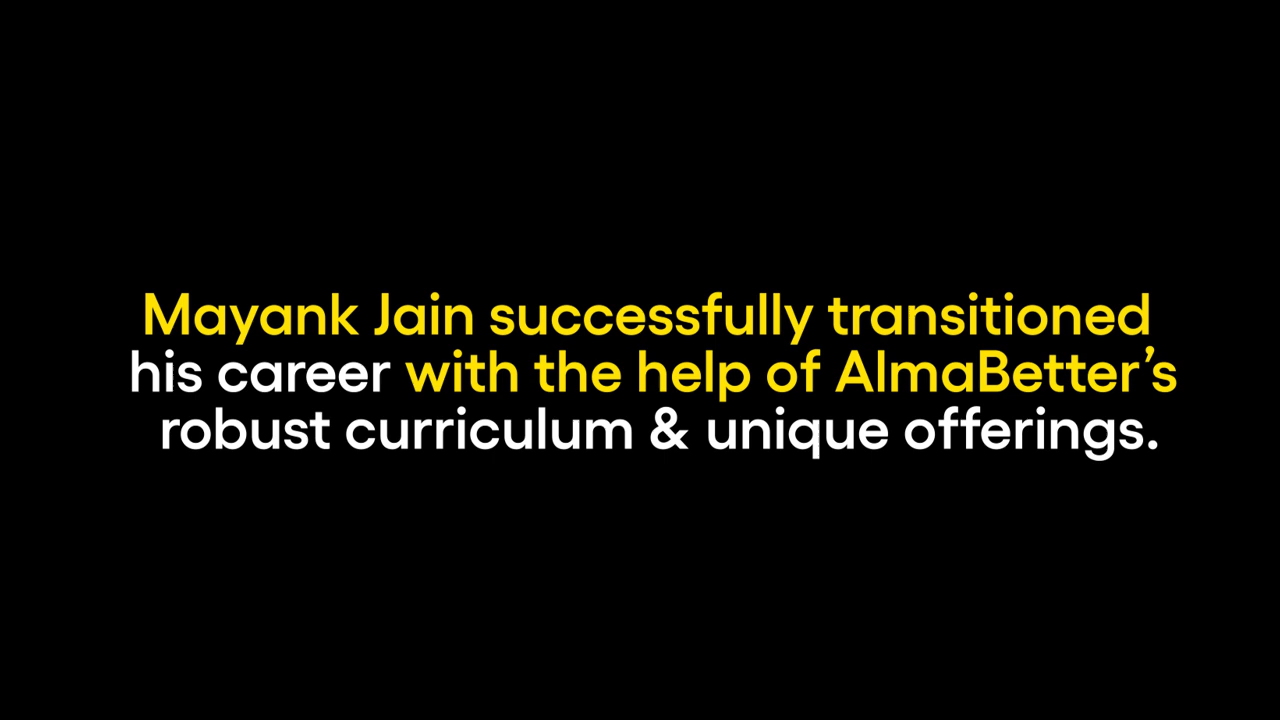 Mayank Jain successfully transitioned
his career with the help of AlmaBetter’s
robust curriculum & unique offerings.